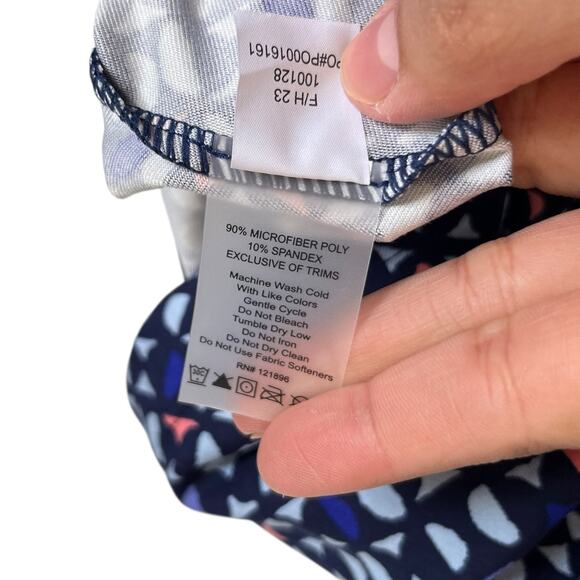 PO#PO0016161
100128
F/H 23
90% MICROFIBER POLY
10% SPANDEX
EXCLUSIVE OF TRIMS
Machine Wash Cold
With Like Colors
Gentle Cycle
Do Not Bleach
Tumble Dry Low
Do Not Iron
Do Not Dry Clean
Do Not Use Fabric Softeners
RN# 121896